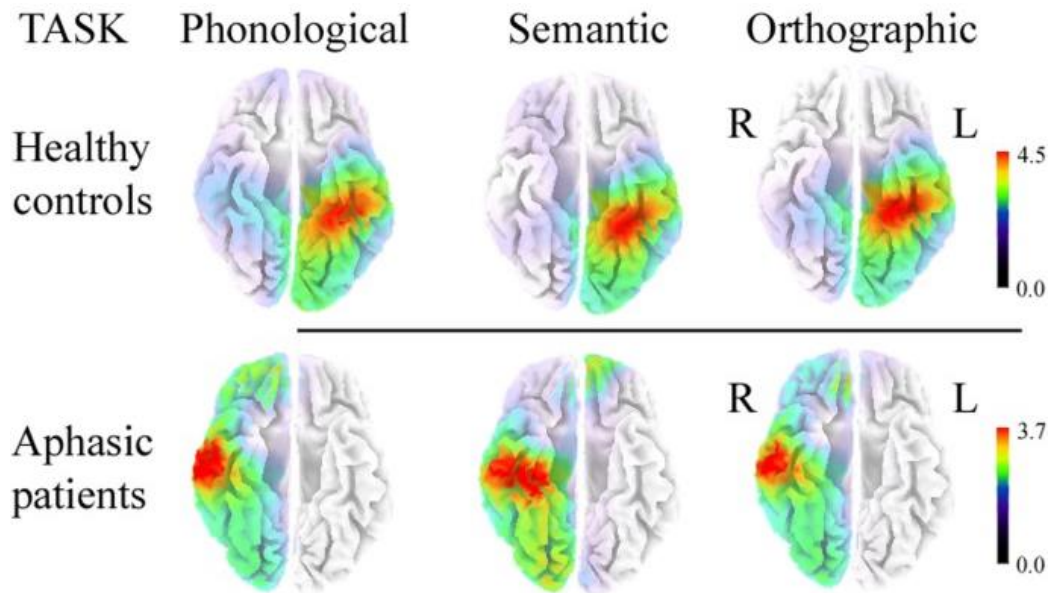 TASK Phonological Semantic Orthographic
Healthy controls
R L
4.5
0.0
Aphasic patients
R L
3.7
0.0